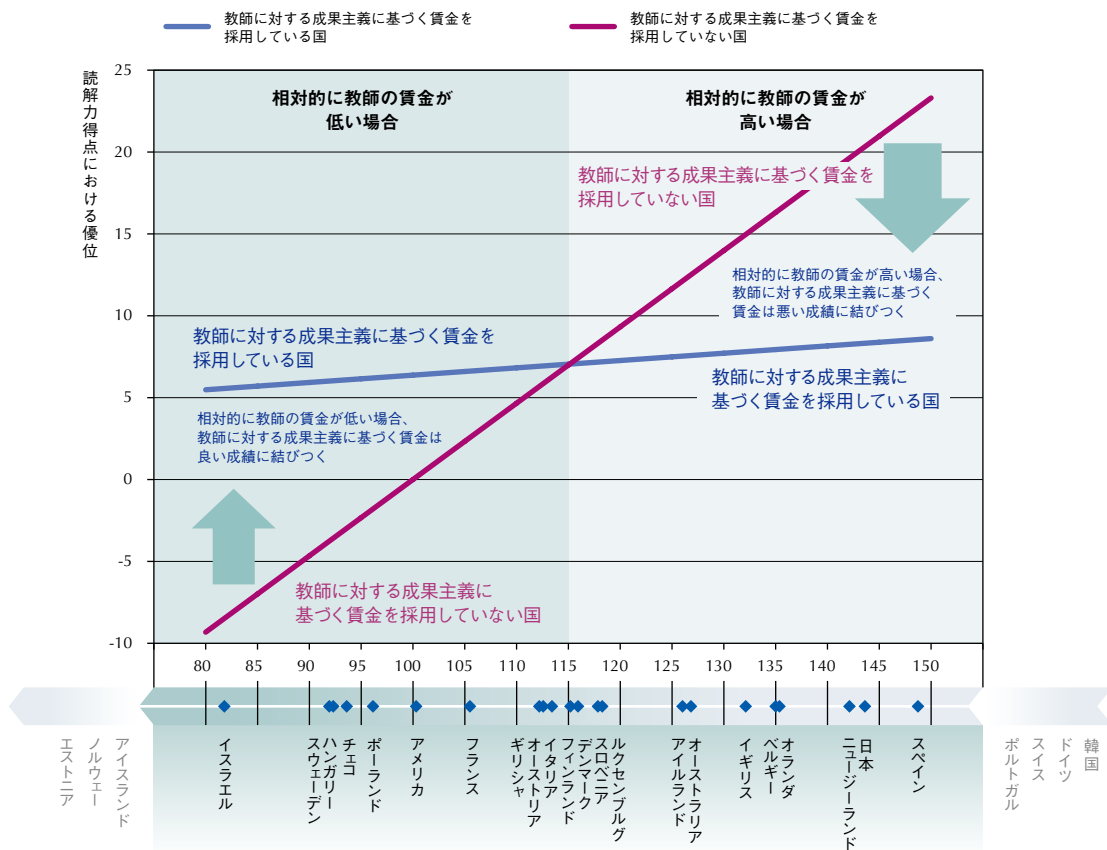 教師に対する成果主義に基づく賃金を
採用している国
教師に対する成果主義に基づく賃金を
採用していない国
読解力得点における優位
25
20
15
10
5
0
-5
-10
相対的に教師の賃金が
低い場合
相対的に教師の賃金が
高い場合
教師に対する成果主義に基づく賃金を
採用していない国
相対的に教師の賃金が高い場合、
教師に対する成果主義に基づく
賃金は悪い成績に結びつく
教師に対する成果主義に基づく賃金を
採用している国
教師に対する成果主義に
基づく賃金を採用している国
相対的に教師の賃金が低い場合、
教師に対する成果主義に基づく賃金は
良い成績に結びつく
教師に対する成果主義に
基づく賃金を採用していない国
80 85 90 95 100 105 110 115 120 125 130 135 140 145 150
エストニア
ノルウェー
アイスランド
イスラエル
スウェーデン
ハンガリー
チェコ
ポーランド
アメリカ
フランス
ギリシャ
オーストリア
イタリア
フィンランド
デンマーク
スロベニア
ルクセンブルグ
アイルランド
オーストラリア
イギリス
ベルギー
オランダ
ニュージーランド
日本
スペイン
ポルトガル
スイス
ドイツ
韓国